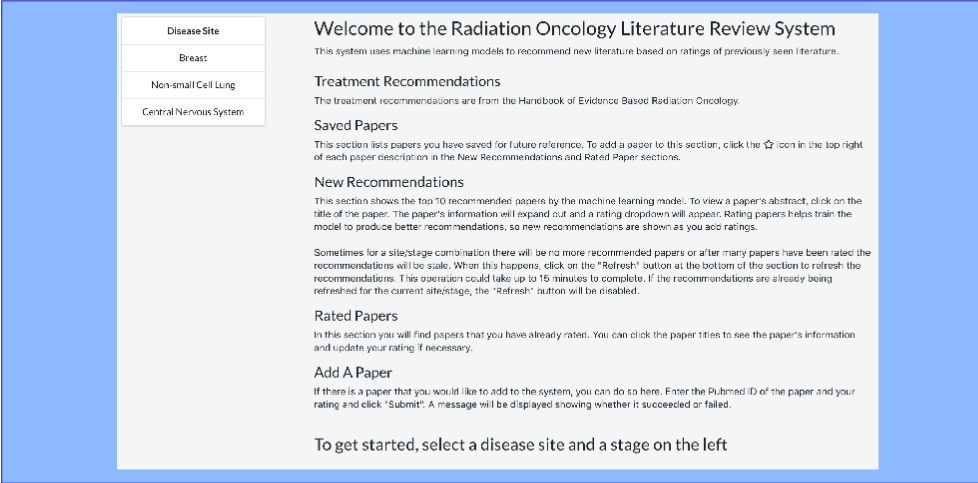 Disease Site
Breast
Non-small Cell Lung
Central Nervous System
Welcome to the Radiation Oncology Literature Review System
This system uses machine learning models to recommend new literature based on ratings of previously seen literature.
Treatment Recommendations
The treatment recommendations are from the Handbook of Evidence Based Radiation Oncology.
Saved Papers
This section lists papers you have saved for future reference. To add a paper to this section, click the ☆ icon in the top right
of each paper description in the New Recommendations and Rated Paper sections.
New Recommendations
This section shows the top 10 recommended papers by the machine learning model. To view a paper's abstract, click on the
title of the paper. The paper's information will expand out and a rating dropdown will appear. Rating papers helps train the
model to produce better recommendations, so new recommendations are shown as you add ratings.
Sometimes for a site/stage combination there will be no more recommended papers or after many papers have been rated the
recommendations will be stale. When this happens, click on the "Refresh" button at the bottom of the section to refresh the
recommendations. This operation could take up to 15 minutes to complete. If the recommendations are already being
refreshed for the current site/stage, the "Refresh" button will be disabled.
Rated Papers
In this section you will find papers that you have already rated. You can click the paper titles to see the paper's information
and update your rating if necessary.
Add A Paper
If there is a paper that you would like to add to the system, you can do so here. Enter the Pubmed ID of the paper and your
rating and click "Submit". A message will be displayed showing whether it succeeded or failed.
To get started, select a disease site and a stage on the left